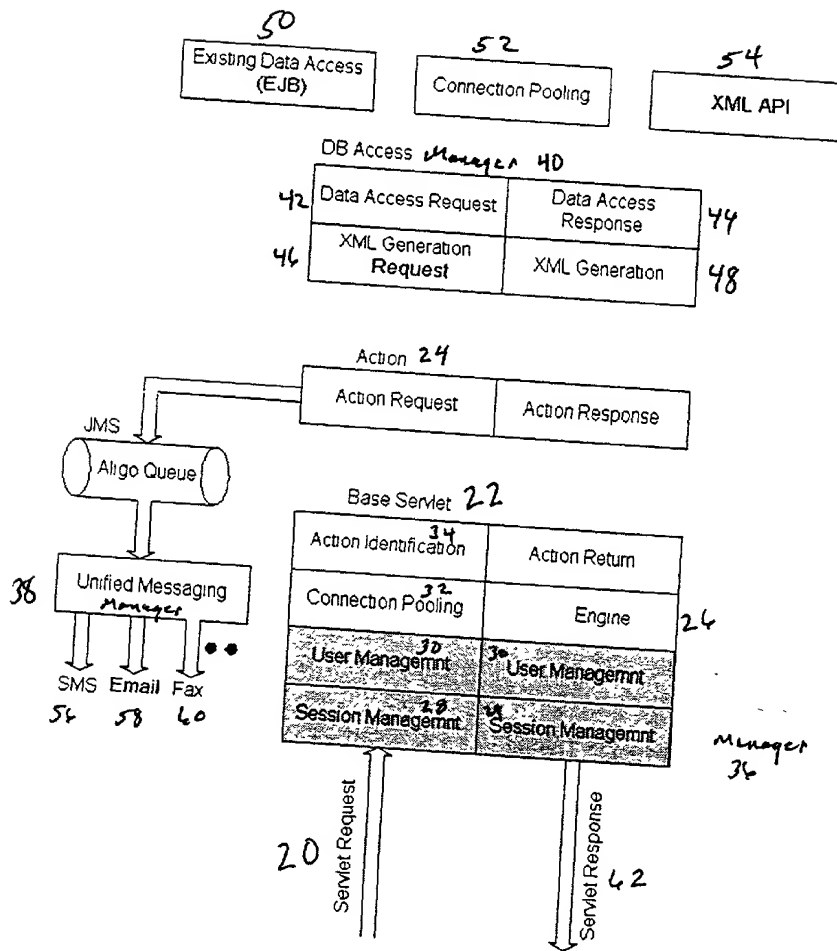 50
Existing Data Access
(EJB)
52
Connection Pooling
54
XML API
DB Access Manager 40
42
Data Access Request
Data Access
Response
44
46
XML Generation
Request
XML Generation
48
Action 24
Action Request
Action Response
JMS
Aligo Queue
Base Servlet 22
Action Identification 34
Action Return
38
Unified Messaging
Manager
Connection Pooling 32
Engine
26
User Managemnt 30
30 User Managemnt
SMS
Email
Fax
56
58
60
Session Managemnt 28
Session Managemnt
Manager
36
20
Servlet Request
Servlet Response
62